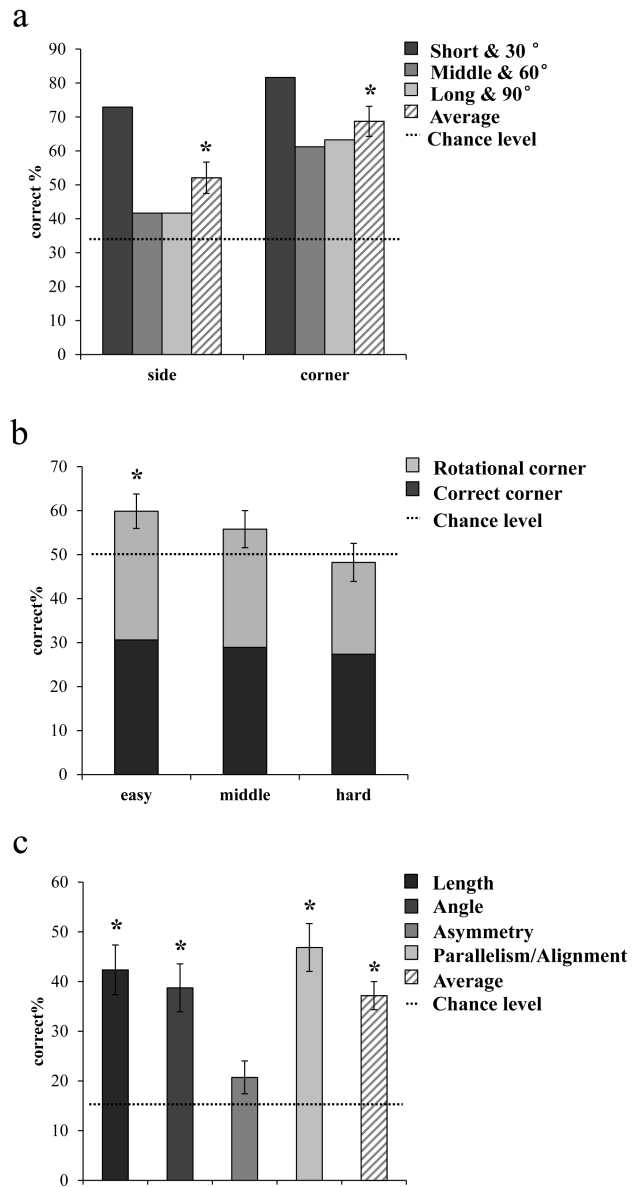 a
90
80
70
60
50
40
30
20
10
0
correct %
*
*
Short & 30 °
Middle & 60°
Long & 90°
Average
Chance level
side corner
b
70
60
50
40
30
20
10
0
correct%
*
Rotational corner
Correct corner
Chance level
easy middle hard
c
60
50
40
30
20
10
0
correct%
*
*
*
*
Length
Angle
Asymmetry
Parallelism/Alignment
Average
Chance level